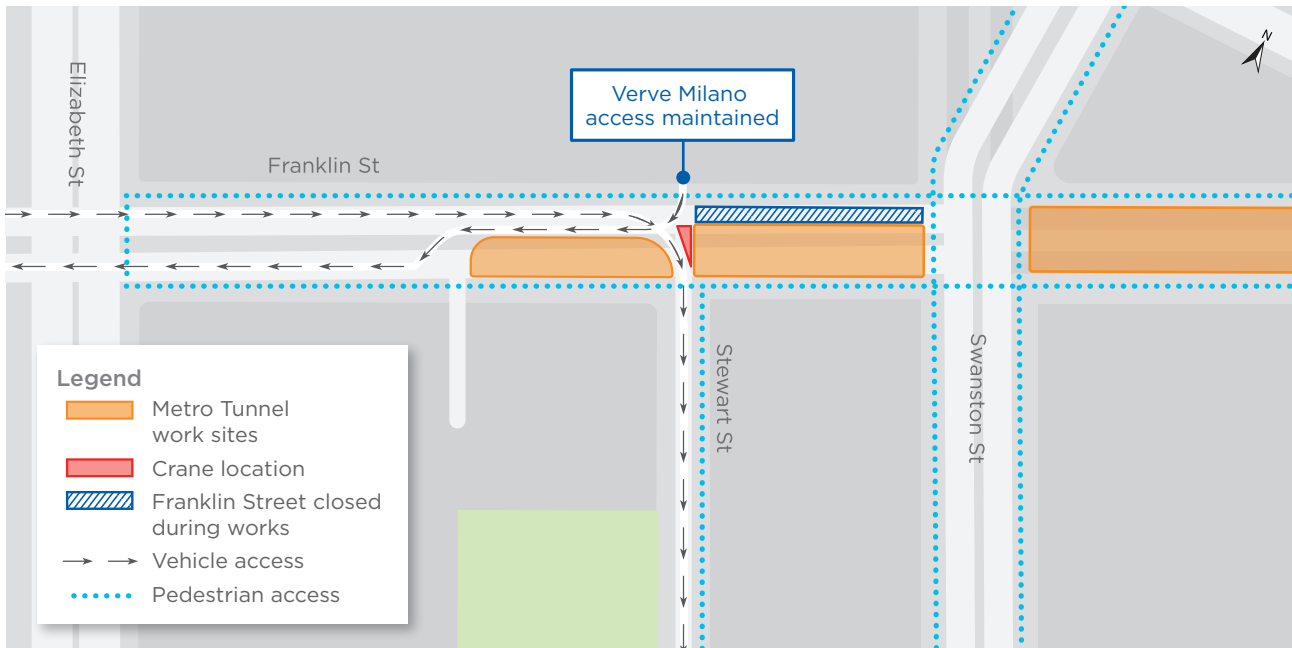 N
Elizabeth St
Verve Milano
access maintained
Franklin St
Stewart St
Swanston St
Legend
Metro Tunnel
work sites
Crane location
Franklin Street closed
during works
Vehicle access
Pedestrian access